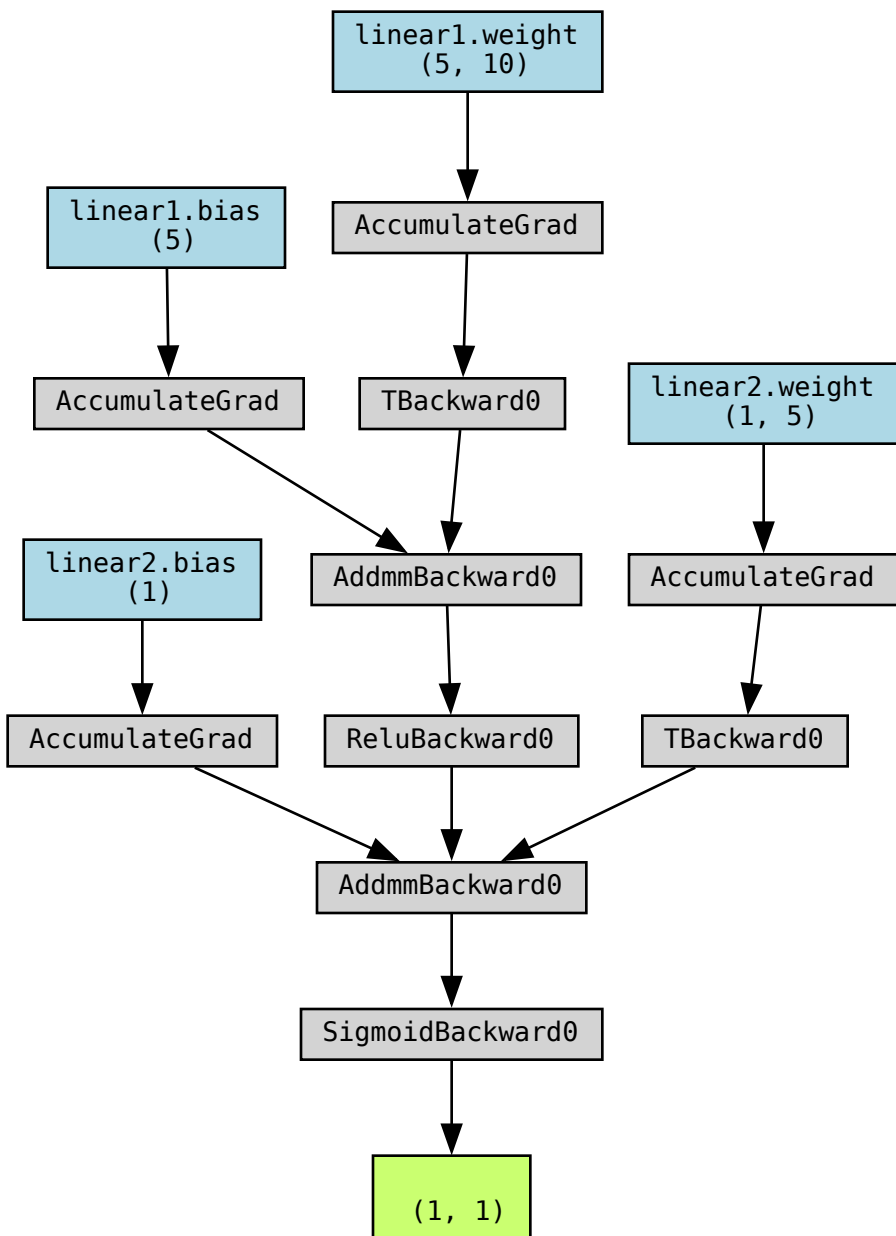 linear1.weight
(5, 10)
AccumulateGrad
linear1.bias
(5)
AccumulateGrad
TBackward0
linear2.weight
(1, 5)
linear2.bias
(1)
AddmmBackward0
AccumulateGrad
AccumulateGrad
ReluBackward0
TBackward0
AddmmBackward0
SigmoidBackward0
(1, 1)